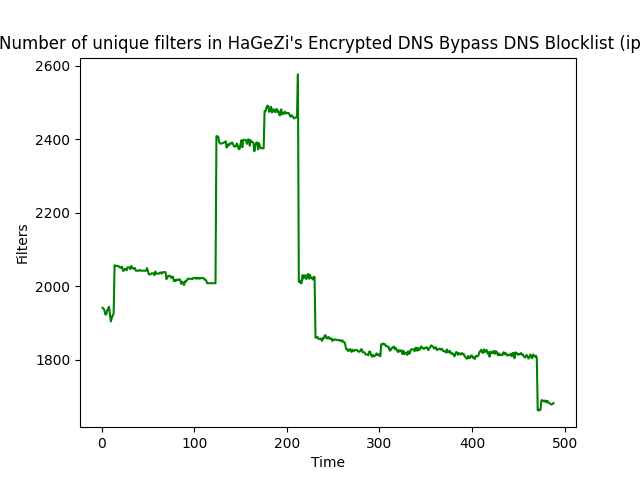 Number of unique filters in HaGeZi's Encrypted DNS Bypass DNS Blocklist (ip
2600
2400
2200
2000
1800
Filters
0 100 200 300 400 500
Time